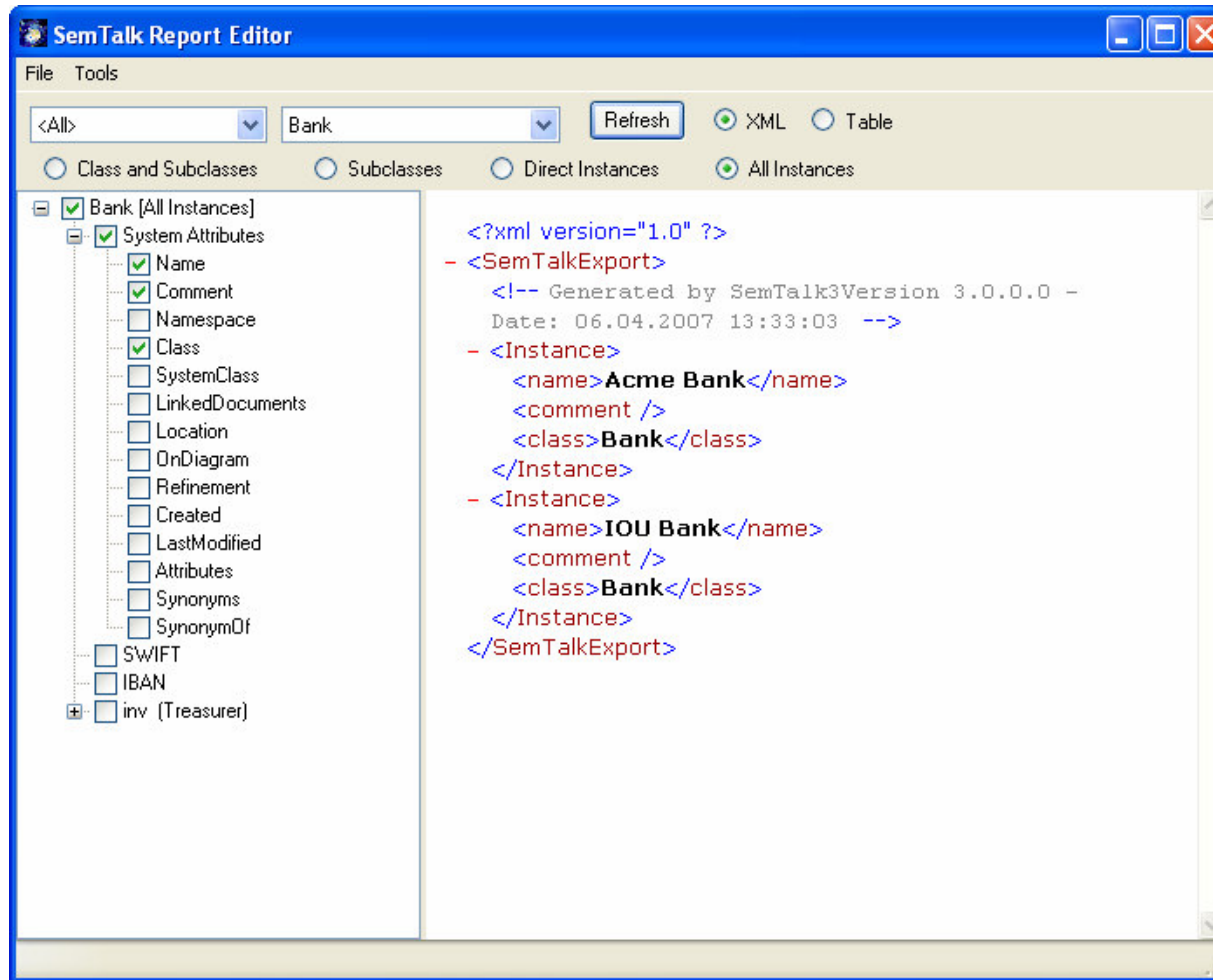 SemTalk Report Editor
File Tools
<All> Bank Refresh XML Table
Class and Subclasses Subclasses Direct Instances All Instances
Bank [All Instances]
System Attributes
Name
Comment
Namespace
Class
SystemClass
LinkedDocuments
Location
OnDiagram
Refinement
Created
LastModified
Attributes
Synonyms
SynonymOf
SWIFT
IBAN
inv (Treasurer)
<?xml version="1.0" ?>
- <SemTalkExport>
<!-- Generated by SemTalk3Version 3.0.0.0 -
Date: 06.04.2007 13:33:03 -->
- <Instance>
<name>Acme Bank</name>
<comment />
<class>Bank</class>
</Instance>
- <Instance>
<name>IOU Bank</name>
<comment />
<class>Bank</class>
</Instance>
</SemTalkExport>